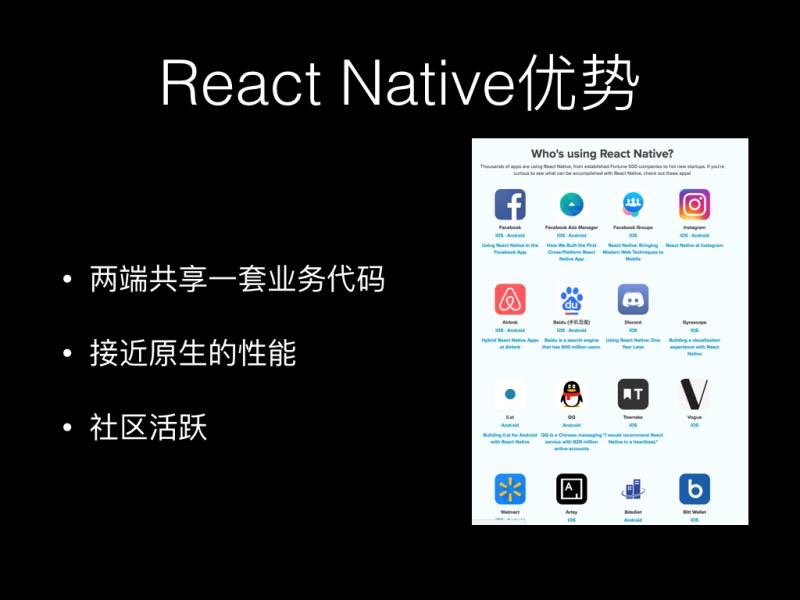 React Native优势
• 两端共享一套业务代码
• 接近原生的性能
• 社区活跃
Who's using React Native?
Thousands of apps are using React Native, from established Fortune 500 companies to hot new startups. If you're
curious to see what can be accomplished with React Native, check out these apps!
Facebook
iOS · Android
Using React Native in the
Facebook App
Facebook Ads Manager
iOS · Android
How We Built the First
Cross-Platform React
Native App
Facebook Groups
iOS
React Native: Bringing
Modern Web Techniques to
Mobile
Instagram
iOS · Android
React Native at Instagram
Airbnb
iOS · Android
Hybrid React Native Apps
at Airbnb
Baidu (手机百度)
iOS · Android
Baidu is a search engine
that has 600 million users.
Discord
iOS
Using React Native: One
Year Later
Gyroscope
iOS
Building a visualization
experience with React
Native
li.st
Android
Building li.st for Android
with React Native
QQ
Android
QQ is a Chinese messaging
service with 829 million
active accounts
Townske
iOS
"I would recommend React
Native in a heartbeat."
Vogue
iOS
Walmart
iOS · Android
Artsy
iOS
Bdsdiet
Android
Bitt Wallet
iOS